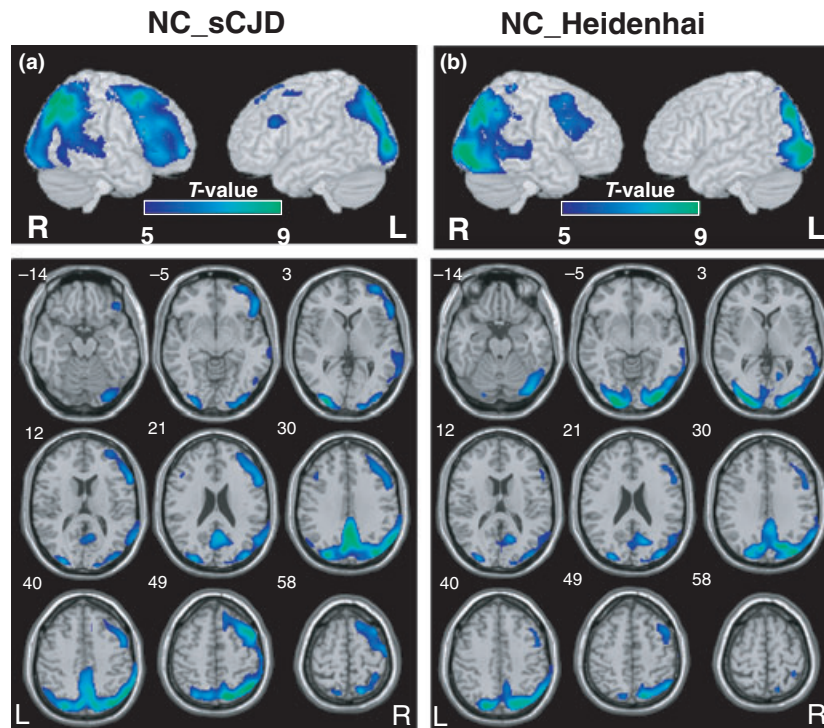 NC_sCJD
NC_Heidenhai
(a)
T-value
5 9
R L
(b)
T-value
5 9
R L
–14 –5 3
12 21 30
40 49 58
L R
–14 –5 3
12 21 30
40 49 58
L R